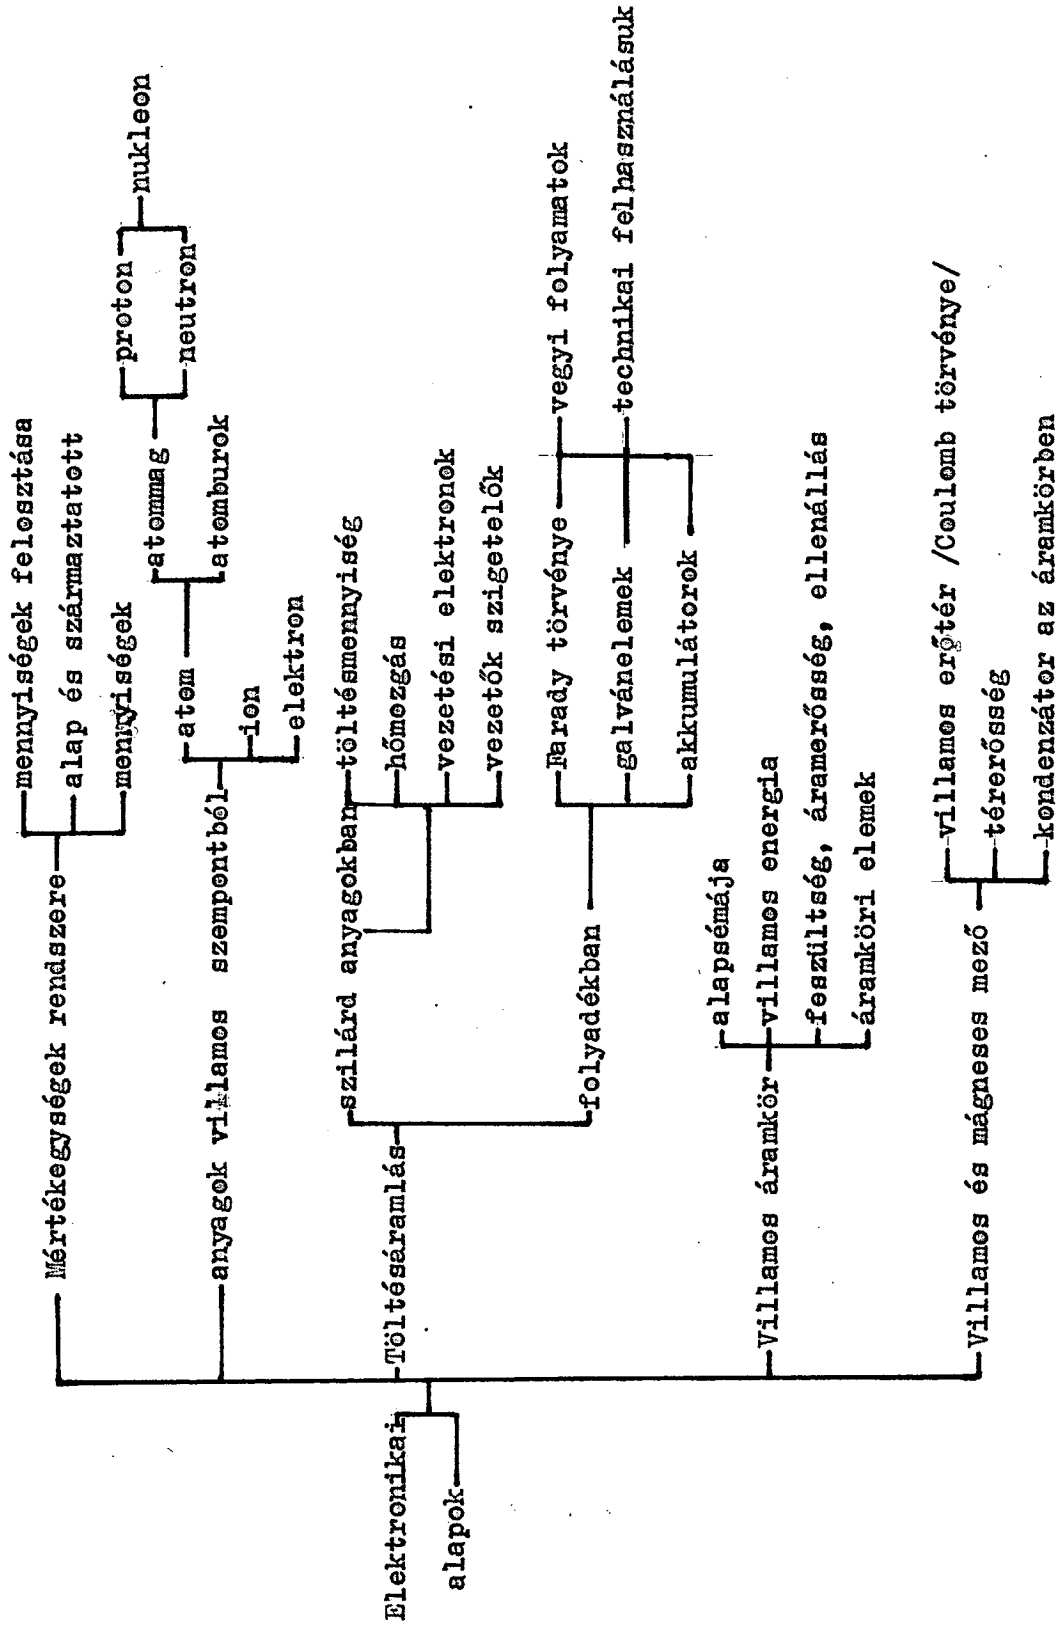 Elektronikai
alapok
Mértékegységek rendszere
mennyiségek felosztása
alap és származtatott
mennyiségek
anyagok villamos szempontból
atom
ion
elektron
atommag
atomburok
proton
neutron
nukleon
Töltésáramlás
szilárd anyagokban
töltésmennyiség
hőmozgás
vezetési elektronok
vezetők szigetelők
folyadékban
Farady törvénye
galvánelemek
akkumulátorok
vegyi folyamatok
technikai felhasználásuk
Villamos áramkör
alapsémája
villamos energia
feszültség, áramerősség, ellenállás
áramköri elemek
Villamos és mágneses mező
villamos erőtér /Coulomb törvénye/
térerősség
kondenzátor az áramkörben